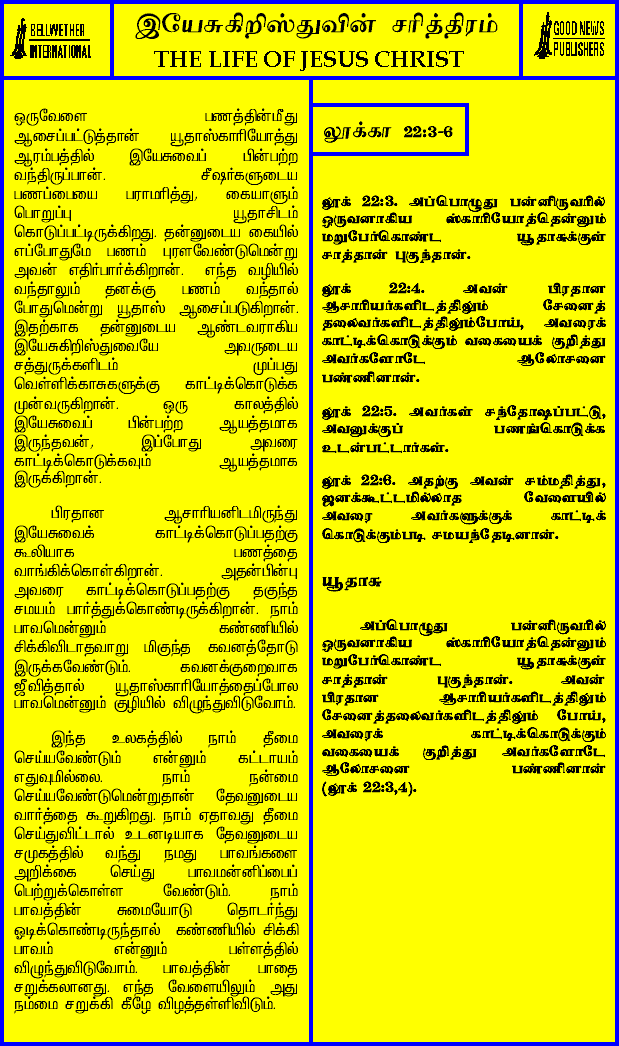 BELLWETHER
INTERNATIONAL
இயேசுகிறிஸ்துவின் சரித்திரம்
THE LIFE OF JESUS CHRIST
GOOD NEWS
PUBLISHERS
ஒருவேளை பணத்தின்மீது
ஆசைப்பட்டுத்தான் யூதாஸ்காரியோத்து
ஆரம்பத்தில் இயேசுவைப் பின்பற்ற
வந்திருப்பான். சீஷர்களுடைய
பணப்பையை பராமரித்து, கையாளும்
பொறுப்பு யூதாசிடம்
கொடுப்பட்டிருக்கிறது. தன்னுடைய கையில்
எப்போதுமே பணம் புரளவேண்டுமென்று
அவன் எதிர்பார்க்கிறான். எந்த வழியில்
வந்தாலும் தனக்கு பணம் வந்தால்
போதுமென்று யூதாஸ் ஆசைப்படுகிறான்.
இதற்காக தன்னுடைய ஆண்டவராகிய
இயேசுகிறிஸ்துவையே அவருடைய
சத்துருக்களிடம் முப்பது
வெள்ளிக்காசுகளுக்கு காட்டிக்கொடுக்க
முன்வருகிறான். ஒரு காலத்தில்
இயேசுவைப் பின்பற்ற ஆயத்தமாக
இருந்தவன், இப்போது அவரை
காட்டிக்கொடுக்கவும் ஆயத்தமாக
இருக்கிறான்.
பிரதான ஆசாரியனிடமிருந்து
இயேசுவைக் காட்டிக்கொடுப்பதற்கு
கூலியாக பணத்தை
வாங்கிக்கொள்கிறான். அதன்பின்பு
அவரை காட்டிக்கொடுப்பதற்கு தகுந்த
சமயம் பார்த்துக்கொண்டிருக்கிறான். நாம்
பாவமென்னும் கண்ணியில்
சிக்கிவிடாதவாறு மிகுந்த கவனத்தோடு
இருக்கவேண்டும். கவனக்குறைவாக
ஜீவித்தால் யூதாஸ்காரியோத்தைப்போல
பாவமென்னும் குழியில் விழுந்துவிடுவோம்.
இந்த உலகத்தில் நாம் தீமை
செய்யவேண்டும் என்னும் கட்டாயம்
எதுவுமில்லை. நாம் நன்மை
செய்யவேண்டுமென்றுதான் தேவனுடைய
வார்த்தை கூறுகிறது. நாம் ஏதாவது தீமை
செய்துவிட்டால் உடனடியாக தேவனுடைய
சமுகத்தில் வந்து நமது பாவங்களை
அறிக்கை செய்து பாவமன்னிப்பைப்
பெற்றுக்கொள்ள வேண்டும். நாம்
பாவத்தின் சுமையோடு தொடர்ந்து
ஓடிக்கொண்டிருந்தால் கண்ணியில் சிக்கி
பாவம் என்னும் பள்ளத்தில்
விழுந்துவிடுவோம். பாவத்தின் பாதை
சறுக்கலானது. எந்த வேளையிலும் அது
நம்மை சறுக்கி கீழே விழத்தள்ளிவிடும்.
லூக்கா 22:3-6
லூக் 22:3. அப்பொழுது பன்னிருவரில்
ஒருவனாகிய ஸ்காரியோத்தென்னும்
மறுபேர்கொண்ட யூதாசுக்குள்
சாத்தான் புகுந்தான்.
லூக் 22:4. அவன் பிரதான
ஆசாரியர்களிடத்திலும் சேனைத்
தலைவர்களிடத்திலும்போய், அவரைக்
காட்டிக்கொடுக்கும் வகையைக் குறித்து
அவர்களோடே ஆலோசனை
பண்ணினான்.
லூக் 22:5. அவர்கள் சந்தோஷப்பட்டு,
அவனுக்குப் பணங்கொடுக்க
உடன்பட்டார்கள்.
லூக் 22:6. அதற்கு அவன் சம்மதித்து,
ஜனக்கூட்டமில்லாத வேளையில்
அவரை அவர்களுக்குக் காட்டிக்
கொடுக்கும்படி சமயந்தேடினான்.
யூதாசு
அப்பொழுது பன்னிருவரில்
ஒருவனாகிய ஸ்காரியோத்தென்னும்
மறுபேர்கொண்ட யூதாசுக்குள்
சாத்தான் புகுந்தான். அவன்
பிரதான ஆசாரியர்களிடத்திலும்
சேனைத்தலைவர்களிடத்திலும் போய்,
அவரைக் காட்டிக்கொடுக்கும்
வகையைக் குறித்து அவர்களோடே
ஆலோசனை பண்ணினான்
(லூக் 22:3,4).